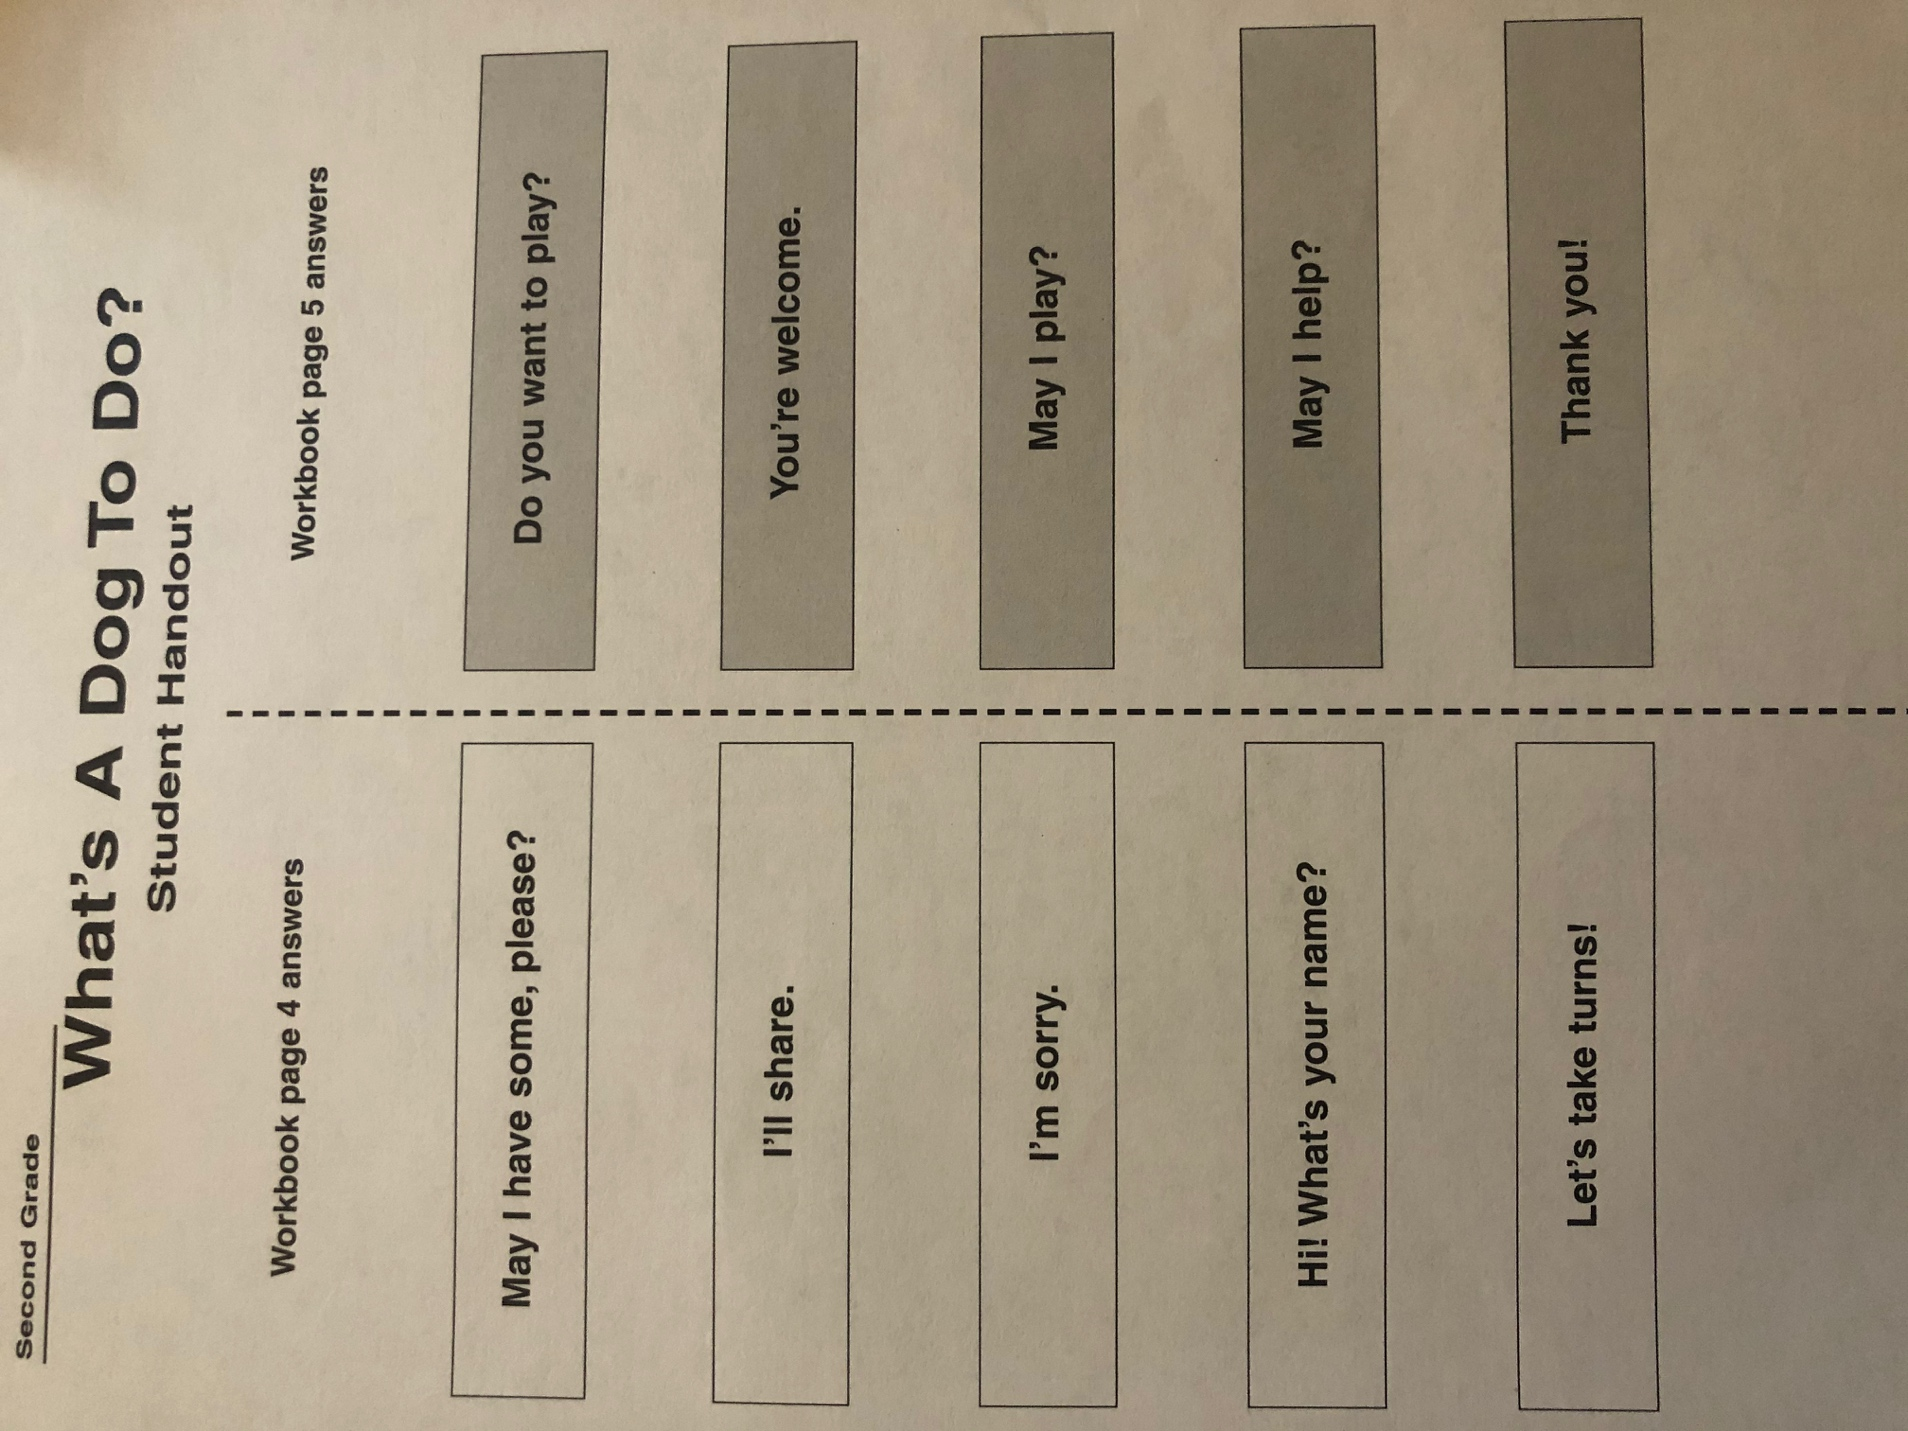 Second Grade
What's A Dog To Do?
Student Handout
Workbook page 4 answers
Workbook page 5 answers
May I have some, please?
Do you want to play?
I'll share.
You're welcome.
I'm sorry.
May I play?
Hi! What's your name?
May I help?
Let's take turns!
Thank you!